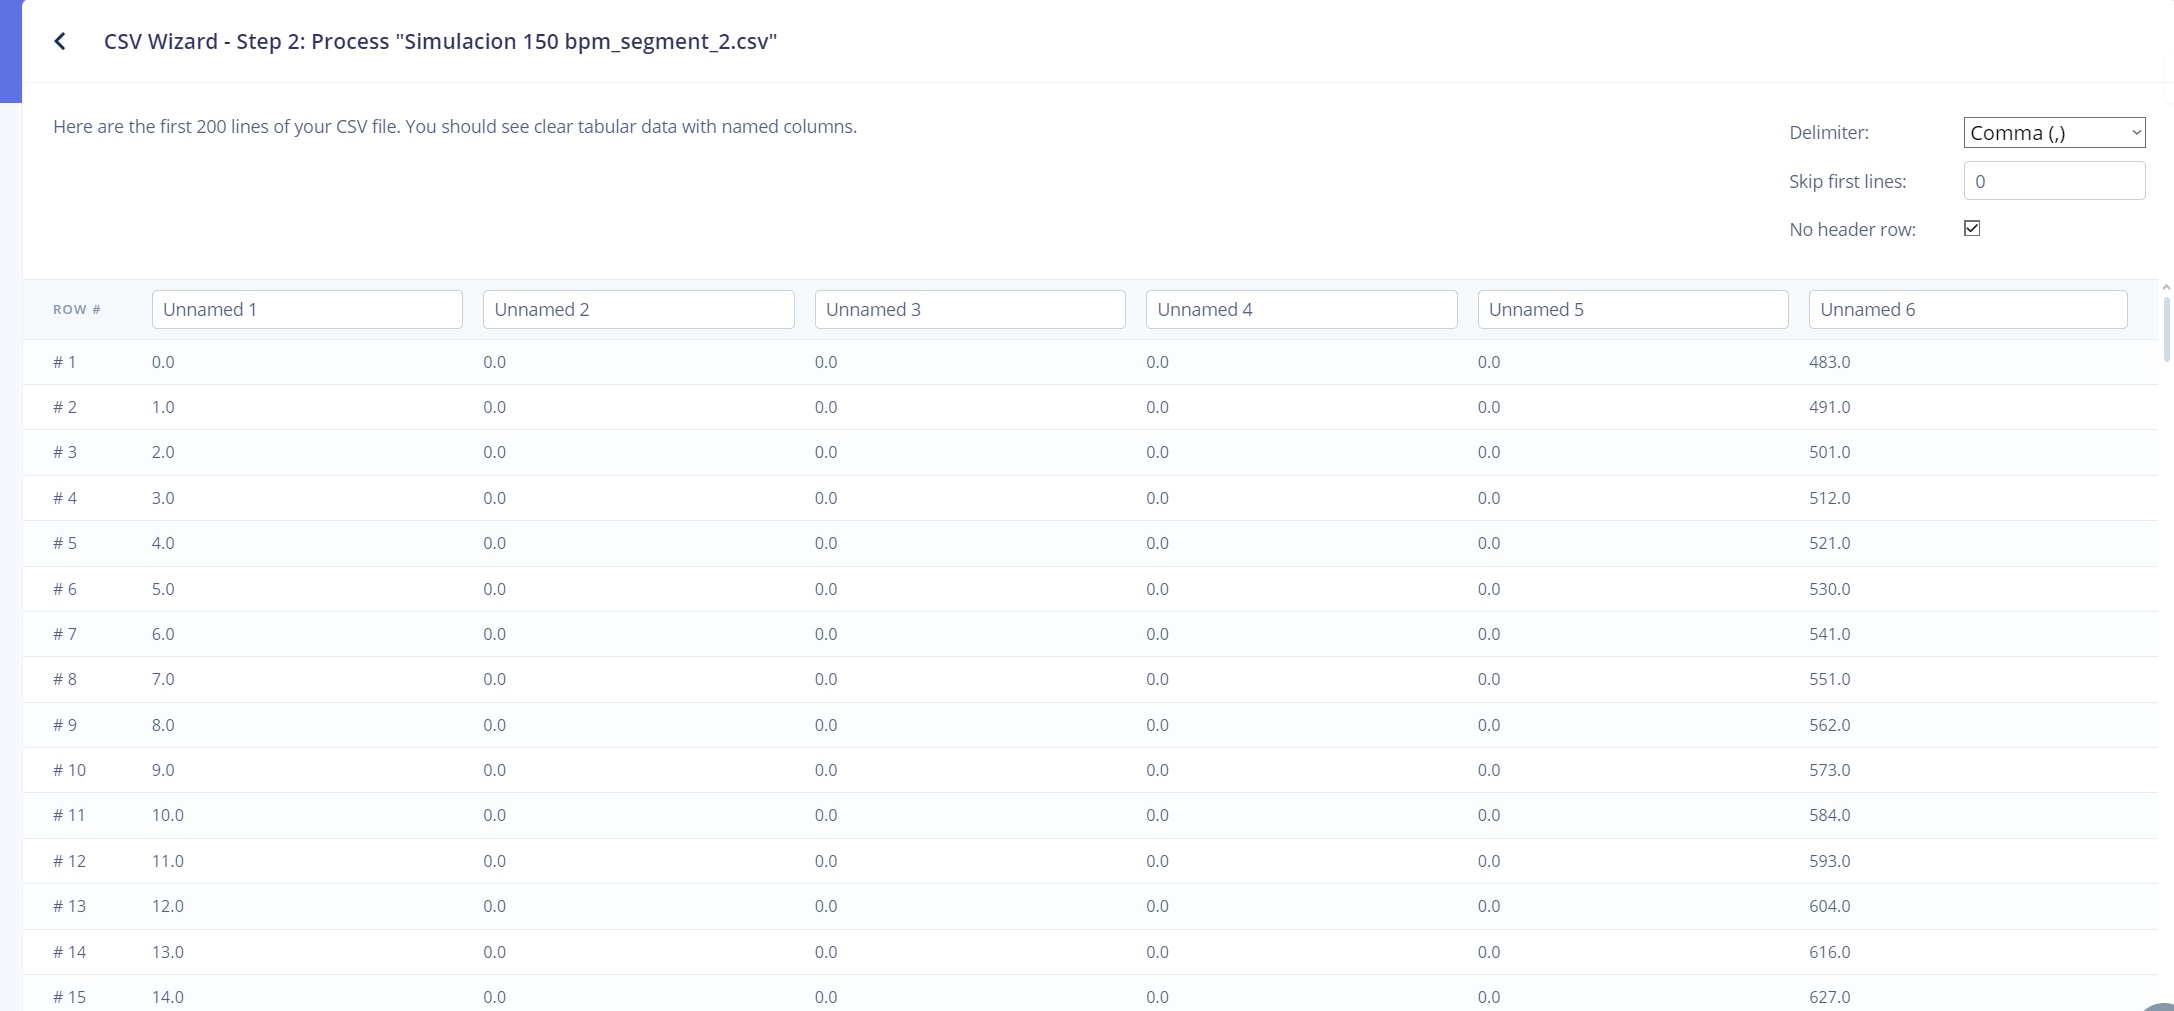 CSV Wizard - Step 2: Process "Simulacion 150 bpm_segment_2.csv"
Here are the first 200 lines of your CSV file. You should see clear tabular data with named columns.
Delimiter: Comma (,)
Skip first lines: 0
No header row:
ROW # Unnamed 1 Unnamed 2 Unnamed 3 Unnamed 4 Unnamed 5 Unnamed 6
# 1 0.0 0.0 0.0 0.0 0.0 483.0
# 2 1.0 0.0 0.0 0.0 0.0 491.0
# 3 2.0 0.0 0.0 0.0 0.0 501.0
# 4 3.0 0.0 0.0 0.0 0.0 512.0
# 5 4.0 0.0 0.0 0.0 0.0 521.0
# 6 5.0 0.0 0.0 0.0 0.0 530.0
# 7 6.0 0.0 0.0 0.0 0.0 541.0
# 8 7.0 0.0 0.0 0.0 0.0 551.0
# 9 8.0 0.0 0.0 0.0 0.0 562.0
# 10 9.0 0.0 0.0 0.0 0.0 573.0
# 11 10.0 0.0 0.0 0.0 0.0 584.0
# 12 11.0 0.0 0.0 0.0 0.0 593.0
# 13 12.0 0.0 0.0 0.0 0.0 604.0
# 14 13.0 0.0 0.0 0.0 0.0 616.0
# 15 14.0 0.0 0.0 0.0 0.0 627.0